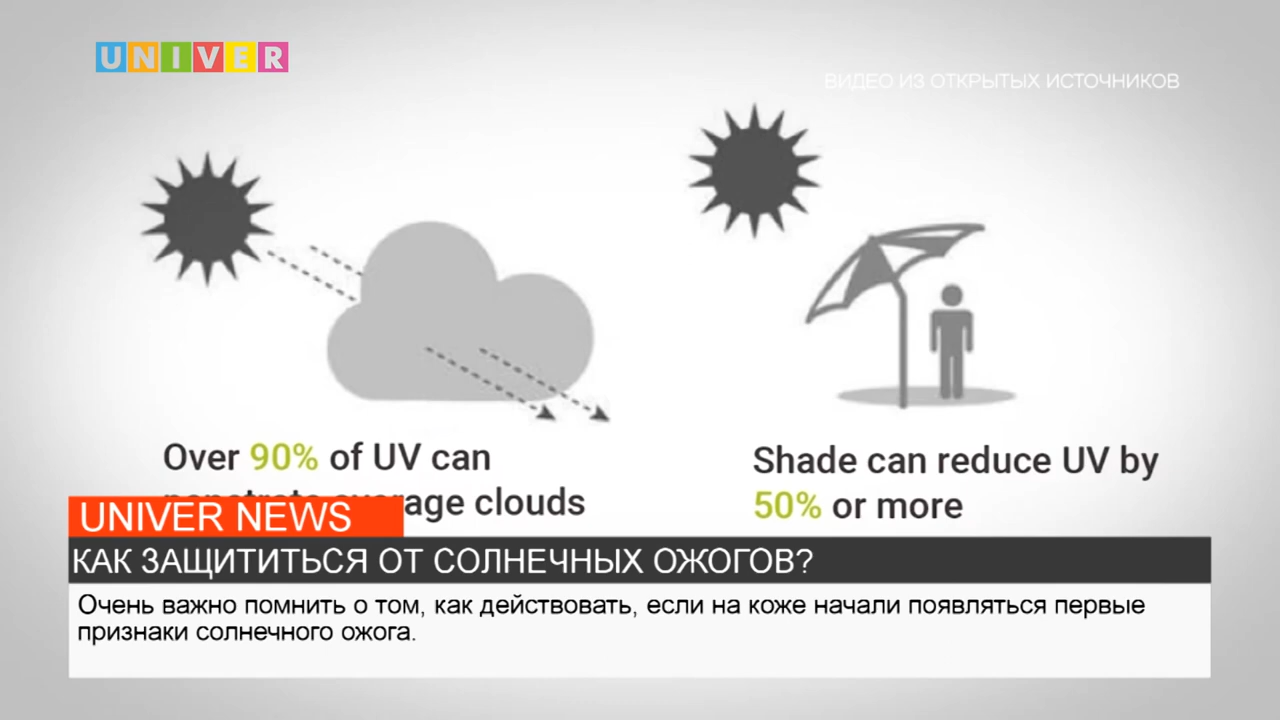 UNIVER
ВИДЕО ИЗ ОТКРЫТЫХ ИСТОЧНИКОВ
Over 90% of UV can
age clouds
Shade can reduce UV by
50% or more
UNIVER NEWS
КАК ЗАЩИТИТЬСЯ ОТ СОЛНЕЧНЫХ ОЖОГОВ?
Очень важно помнить о том, как действовать, если на коже начали появляться первые
признаки солнечного ожога.